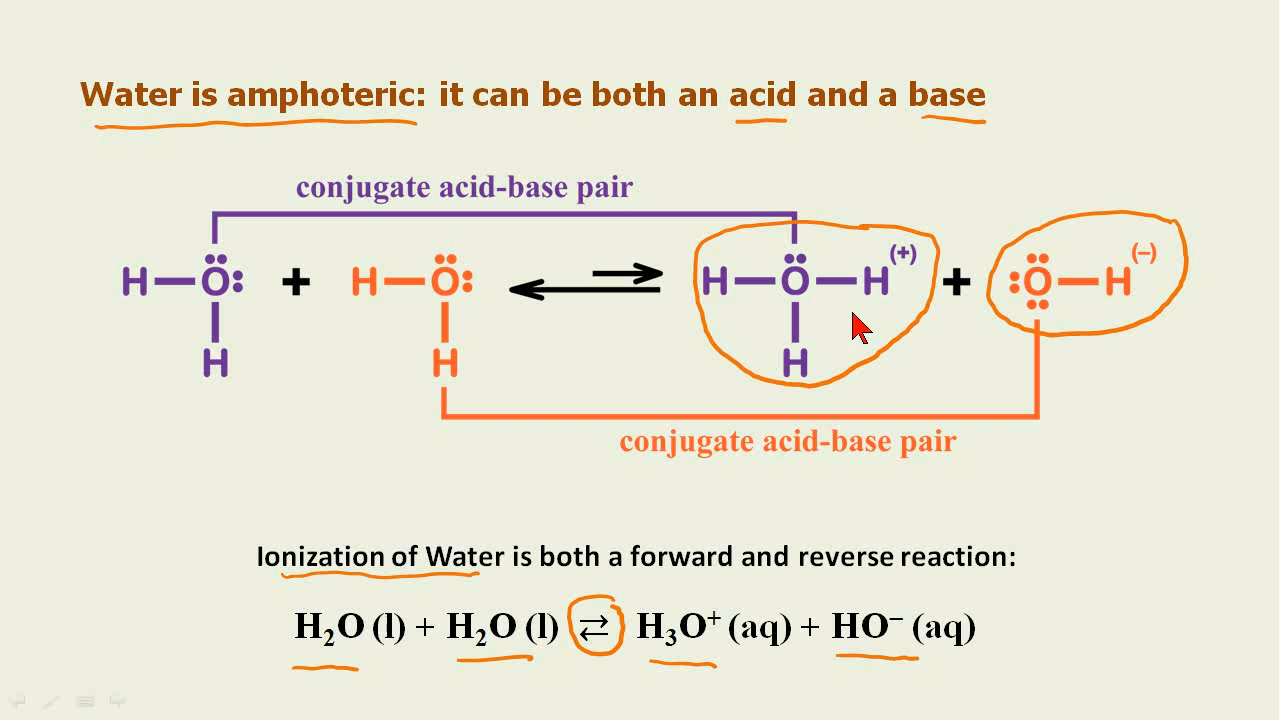 Water is amphoteric: it can be both an acid and a base
conjugate acid-base pair
H—O: + H—O: ⇌ H—O—H (+) + :O—H (−)
H H H
conjugate acid-base pair
Ionization of Water is both a forward and reverse reaction:
H₂O (l) + H₂O (l) ⇄ H₃O⁺ (aq) + HO⁻ (aq)